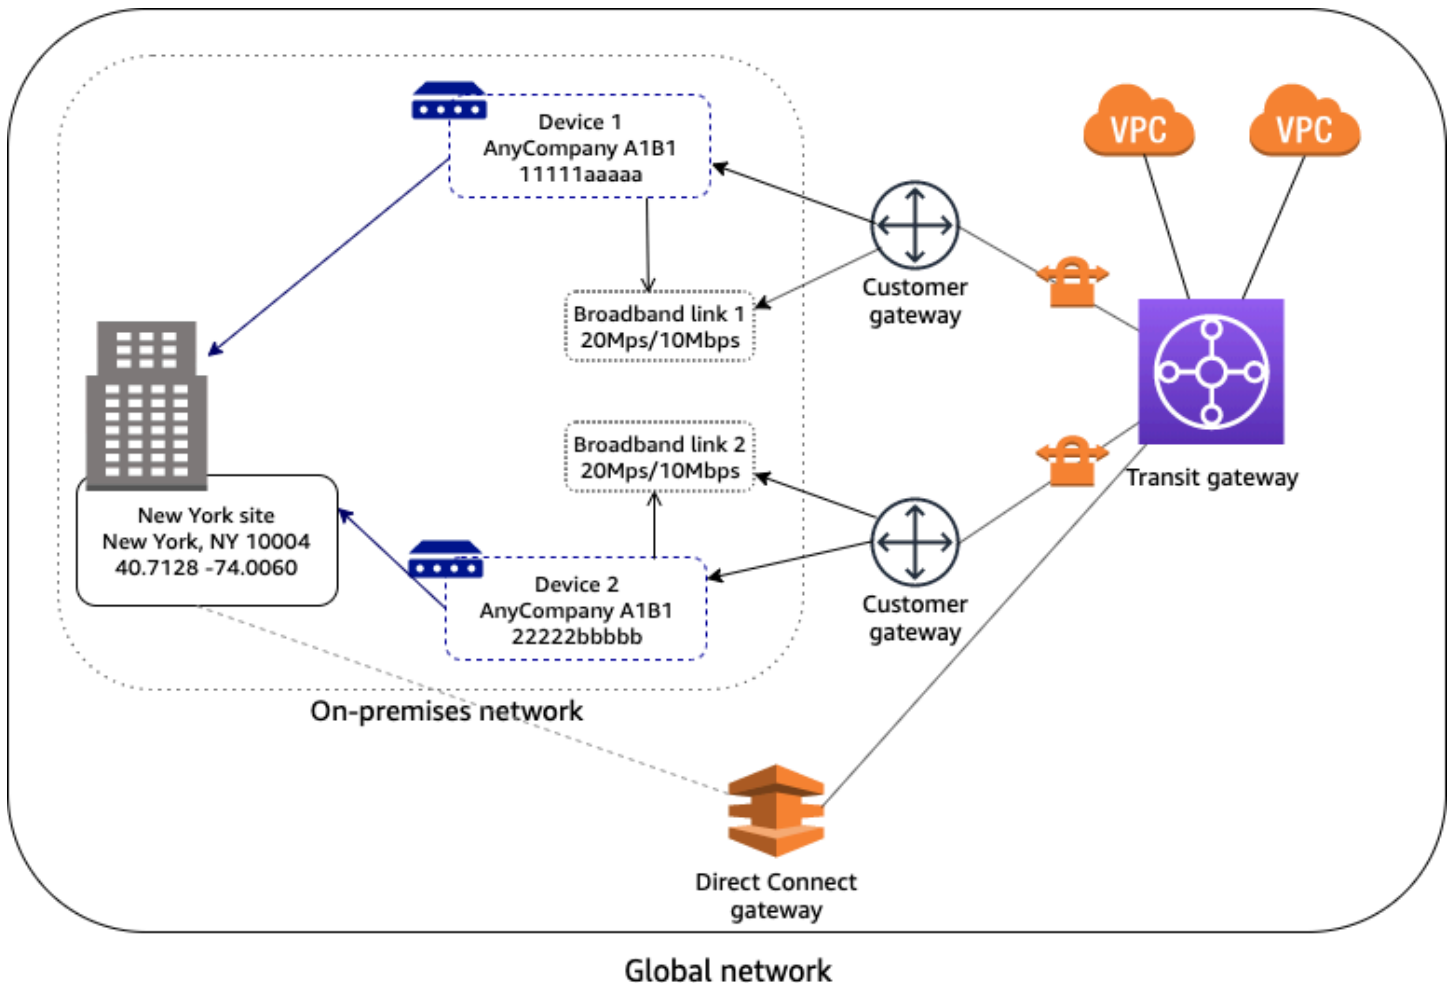 Device 1
AnyCompany A1B1
11111aaaaa
VPC
VPC
Customer
gateway
Broadband link 1
20Mps/10Mbps
Broadband link 2
20Mps/10Mbps
Transit gateway
New York site
New York, NY 10004
40.7128 -74.0060
Device 2
AnyCompany A1B1
22222bbbbb
Customer
gateway
On-premises network
Direct Connect
gateway
Global network